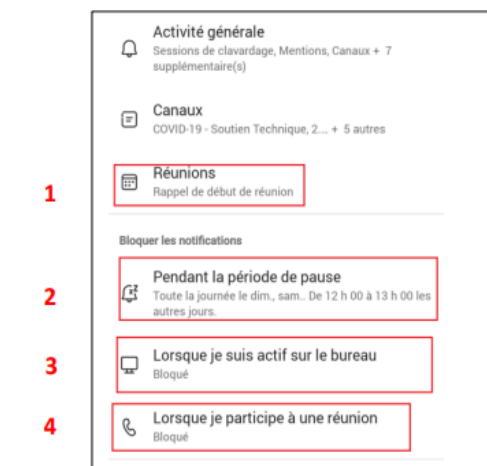 Activité générale
Sessions de clavardage, Mentions, Canaux + 7
supplémentaire(s)
Canaux
COVID-19 - Soutien Technique, 2... + 5 autres
1
Réunions
Rappel de début de réunion
Bloquer les notifications
2
Pendant la période de pause
Toute la journée le dim., sam.. De 12 h 00 à 13 h 00 les
autres jours.
3
Lorsque je suis actif sur le bureau
Bloqué
4
Lorsque je participe à une réunion
Bloqué